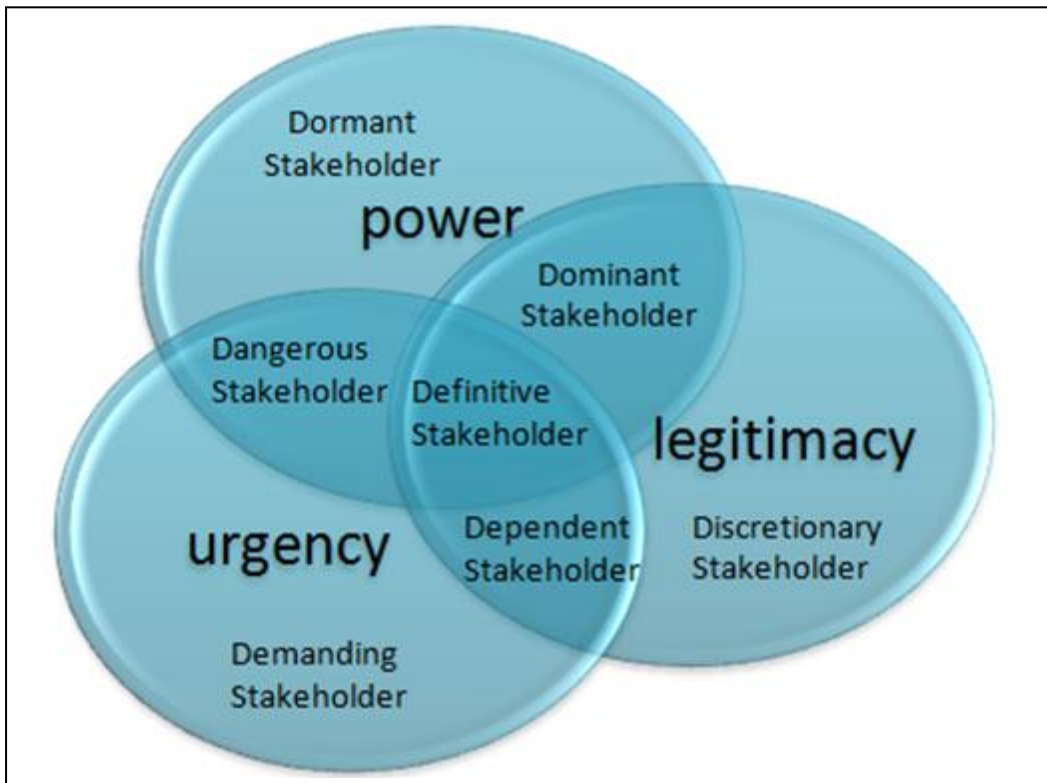 Dormant
Stakeholder
power
Dominant
Stakeholder
Dangerous
Stakeholder
Definitive
Stakeholder
legitimacy
urgency
Dependent
Stakeholder
Discretionary
Stakeholder
Demanding
Stakeholder